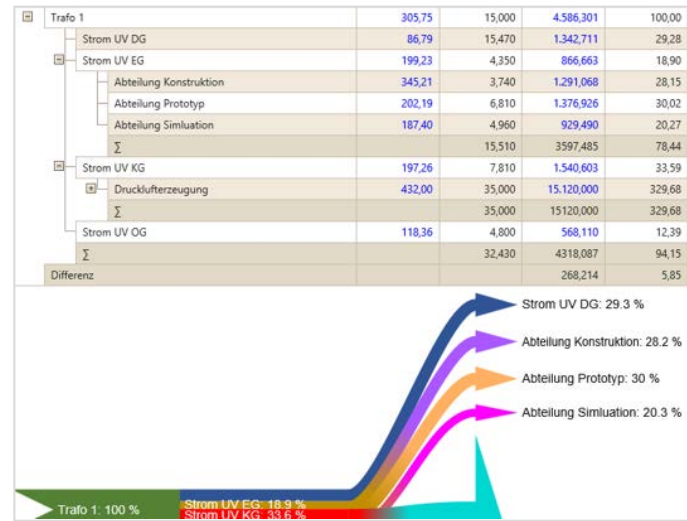 Trafo 1 305,75 15,000 4.586,301 100,00
Strom UV DG 86,79 15,470 1.342,711 29,28
Strom UV EG 199,23 4,350 866,663 18,90
Abteilung Konstruktion 345,21 3,740 1.291,068 28,15
Abteilung Prototyp 202,19 6,810 1.376,926 30,02
Abteilung Simluation 187,40 4,960 929,490 20,27
∑ 15,510 3597,485 78,44
Strom UV KG 197,26 7,810 1.540,603 33,59
Drucklufterzeugung 432,00 35,000 15.120,000 329,68
∑ 35,000 15120,000 329,68
Strom UV OG 118,36 4,800 568,110 12,39
∑ 32,430 4318,087 94,15
Differenz 268,214 5,85
Strom UV DG: 29.3 %
Abteilung Konstruktion: 28.2 %
Abteilung Prototyp: 30 %
Abteilung Simluation: 20.3 %
Trafo 1: 100 %
Strom UV EG: 18.9 %
Strom UV KG: 33.6 %